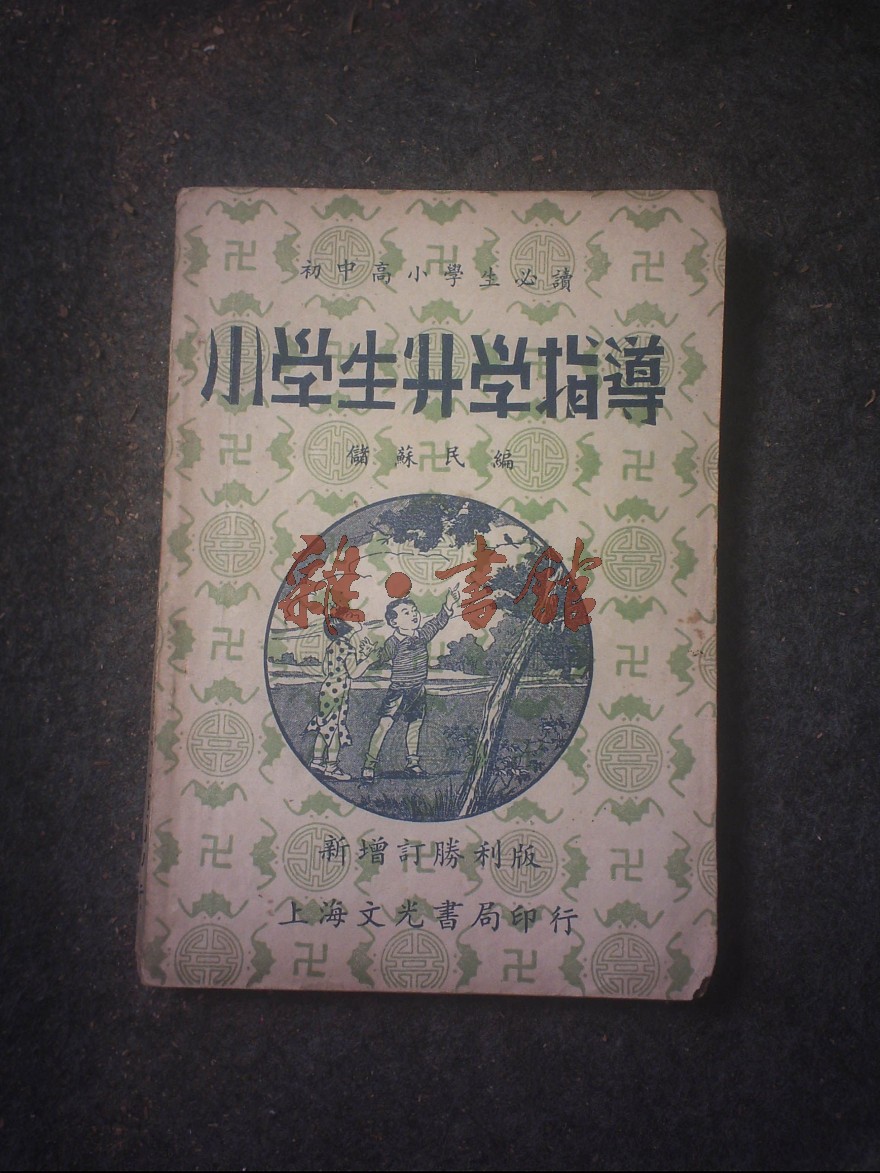 初中高小學生必讀
小学生升学指導
儲蘇民編
雜·書館
新增訂勝利版
上海文光書局印行